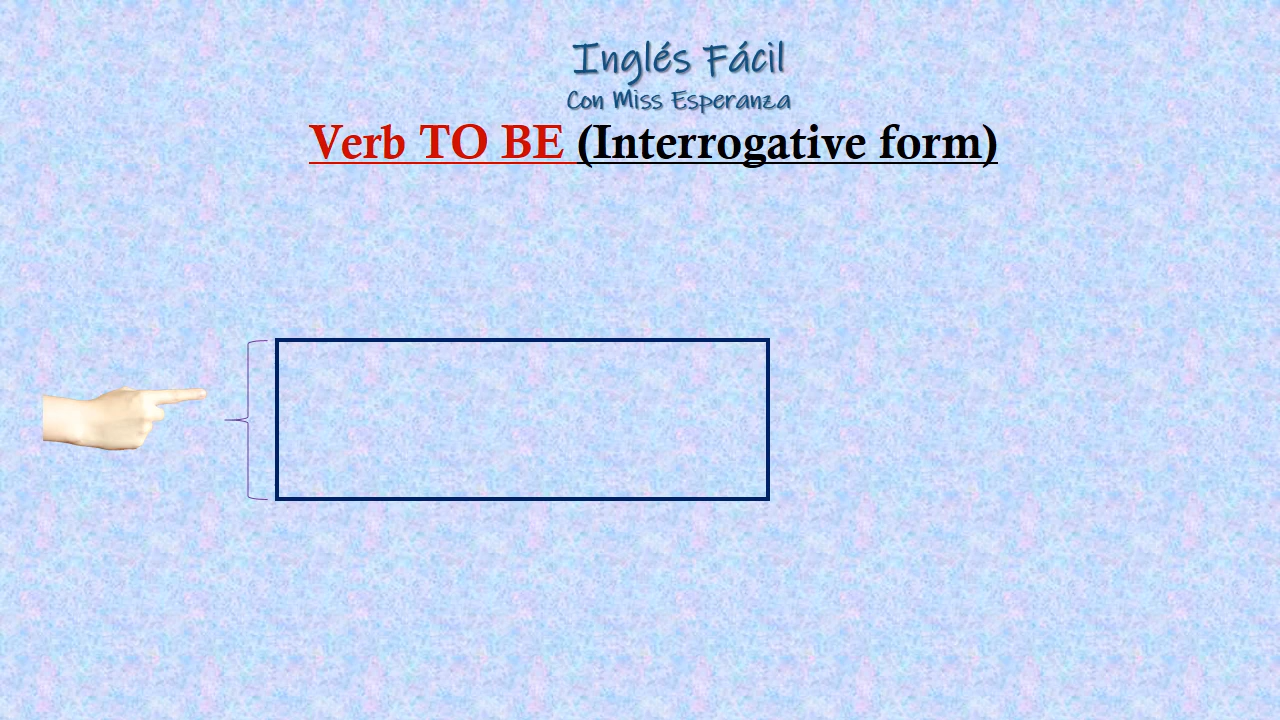 Inglés Fácil
Con Miss Esperanza
Verb TO BE (Interrogative form)